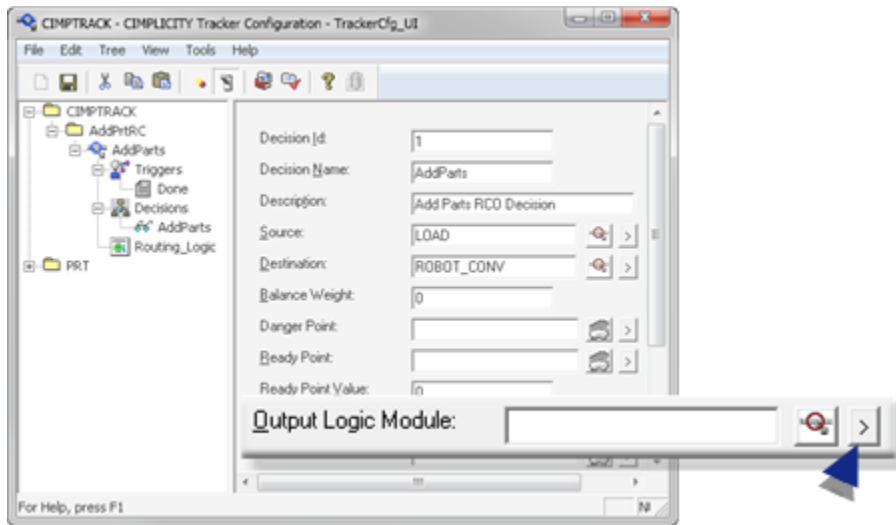 CIMPTRACK - CIMPLICITY Tracker Configuration - TrackerCfg_UI
File Edit Tree View Tools Help
CIMPTRACK
AddPrtRC
AddParts
Triggers
Done
Decisions
AddParts
Routing_Logic
PRT
Decision Id: 1
Decision Name: AddParts
Description: Add Parts RCO Decision
Source: LOAD >
Destination: ROBOT_CONV >
Balance Weight: 0
Danger Point: >
Ready Point: >
Ready Point Value: 0
Output Logic Module: >
For Help, press F1